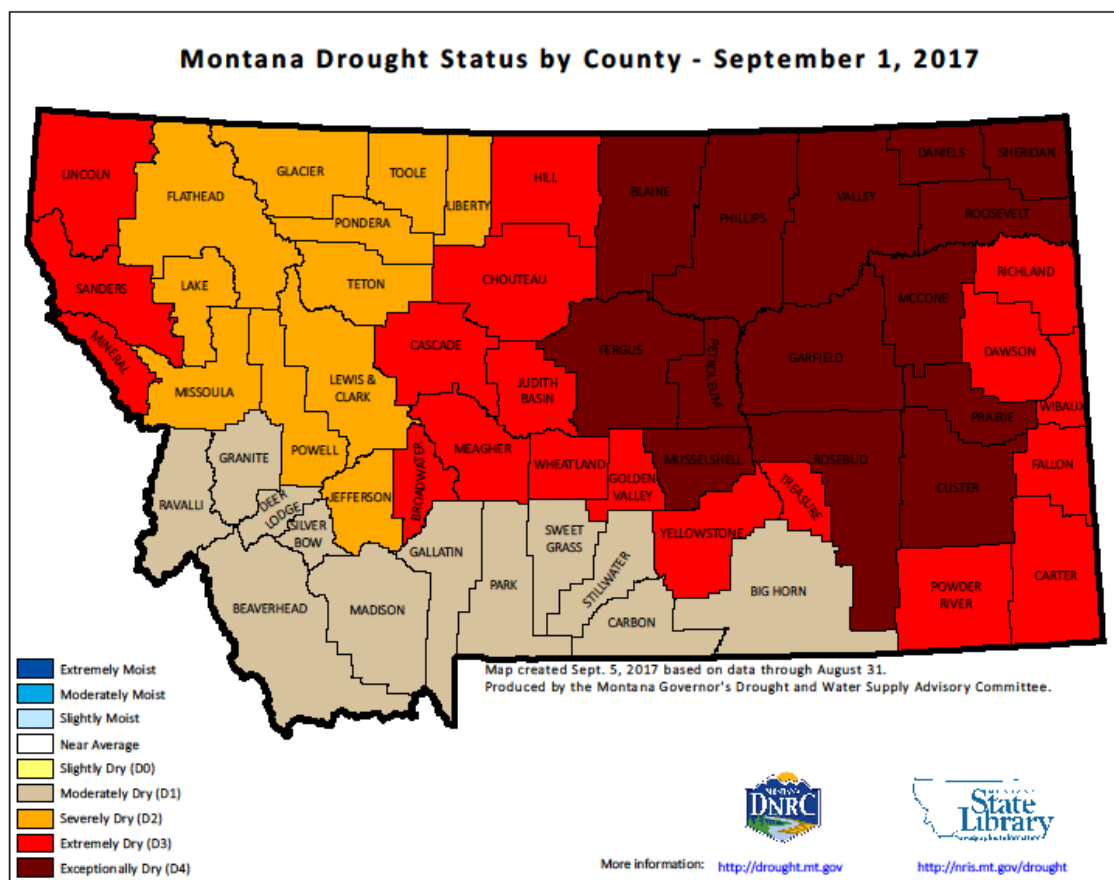 Montana Drought Status by County - September 1, 2017
LINCOLN
FLATHEAD
GLACIER
TOOLE
LIBERTY
HILL
BLAINE
PHILLIPS
VALLEY
DANIELS
SHERIDAN
ROOSEVELT
PONDERA
SANDERS
LAKE
TETON
CHOUTEAU
RICHLAND
MCCONE
MINERAL
MISSOULA
LEWIS &
CLARK
CASCADE
JUDITH
BASIN
FERGUS
PETROLEUM
GARFIELD
DAWSON
WIBAUX
PRAIRIE
POWELL
GRANITE
RAVALLI
DEER
LODGE
SILVER
BOW
JEFFERSON
BROADWATER
MEAGHER
WHEATLAND
GOLDEN
VALLEY
MUSSELSHELL
ROSEBUD
TREASURE
CUSTER
FALLON
YELLOWSTONE
GALLATIN
PARK
SWEET
GRASS
STILLWATER
CARBON
BIG HORN
POWDER
RIVER
CARTER
BEAVERHEAD
MADISON
Map created Sept. 5, 2017 based on data through August 31.
Produced by the Montana Governor's Drought and Water Supply Advisory Committee.
Extremely Moist
Moderately Moist
Slightly Moist
Near Average
Slightly Dry (D0)
Moderately Dry (D1)
Severely Dry (D2)
Extremely Dry (D3)
Exceptionally Dry (D4)
MONTANA
DNRC
MONTANA
State
Library
More information:
http://drought.mt.gov
http://nris.mt.gov/drought